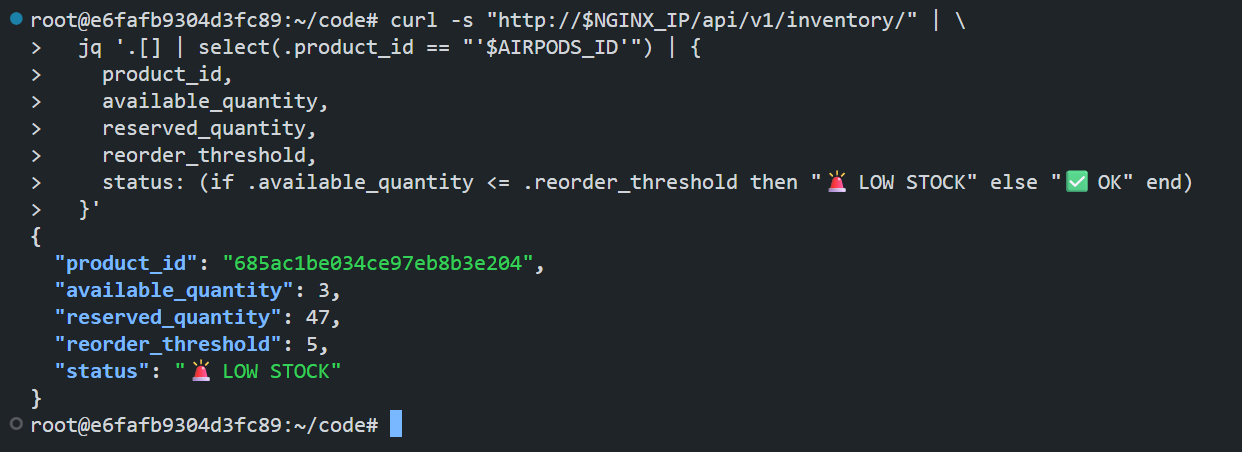 root@e6fafb9304d3fc89:~/code# curl -s "http://$NGINX_IP/api/v1/inventory/" | \
>   jq '.[] | select(.product_id == "'$AIRPODS_ID'") | {
>     product_id,
>     available_quantity,
>     reserved_quantity,
>     reorder_threshold,
>     status: (if .available_quantity <= .reorder_threshold then "🚨 LOW STOCK" else "✅ OK" end)
>   }'
{
  "product_id": "685ac1be034ce97eb8b3e204",
  "available_quantity": 3,
  "reserved_quantity": 47,
  "reorder_threshold": 5,
  "status": "🚨 LOW STOCK"
}
root@e6fafb9304d3fc89:~/code#